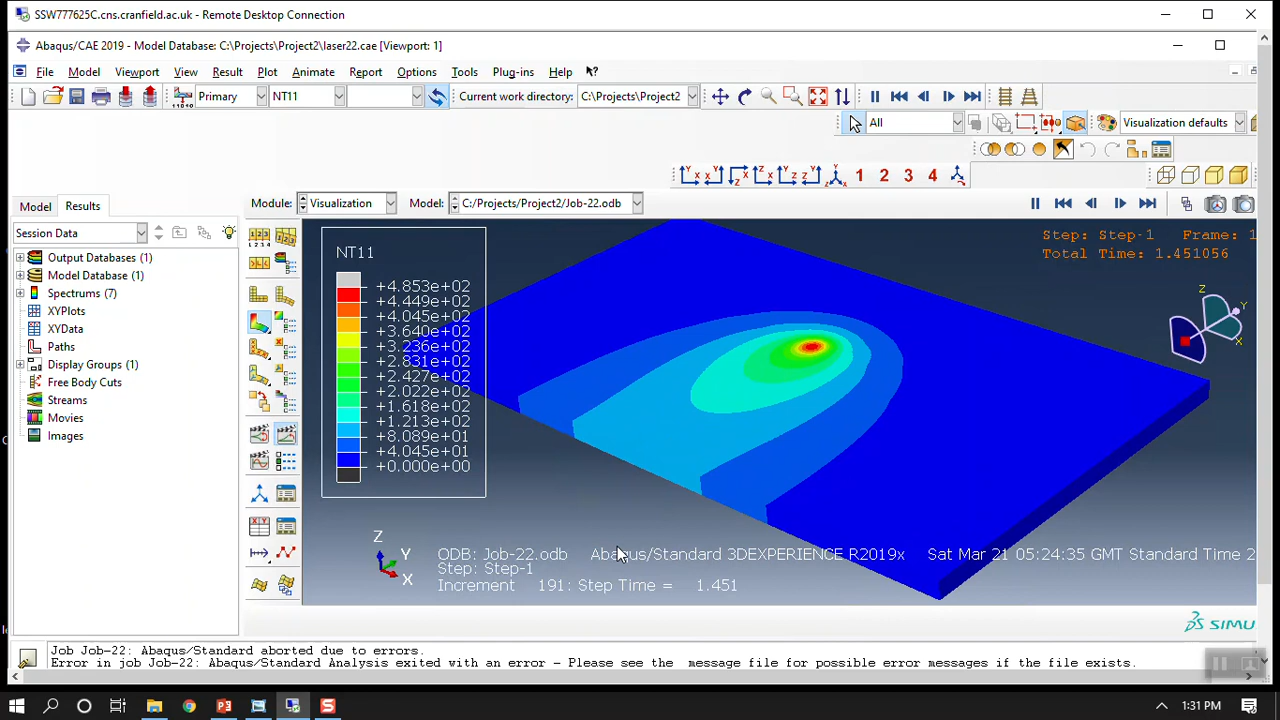 SSW777625C.cns.cranfield.ac.uk - Remote Desktop Connection
Abaqus/CAE 2019 - Model Database: C:\Projects\Project2\laser22.cae [Viewport: 1]
File Model Viewport View Result Plot Animate Report Options Tools Plug-ins Help
Primary NT11 Current work directory: C:\Projects\Project2
All Visualization defaults
1 2 3 4
Model Results Module: Visualization Model: C:/Projects/Project2/Job-22.odb
Session Data
Output Databases (1)
Model Database (1)
Spectrums (7)
XYPlots
XYData
Paths
Display Groups (1)
Free Body Cuts
Streams
Movies
Images
NT11
+4.853e+02
+4.449e+02
+4.045e+02
+3.640e+02
+3.236e+02
+2.831e+02
+2.427e+02
+2.022e+02
+1.618e+02
+1.213e+02
+8.089e+01
+4.045e+01
+0.000e+00
Step: Step-1 Frame: 1
Total Time: 1.451056
Z
Y
X
Z
Y
X
ODB: Job-22.odb Abaqus/Standard 3DEXPERIENCE R2019x Sat Mar 21 05:24:35 GMT Standard Time 2
Step: Step-1
Increment 191: Step Time = 1.451
SIMU
Job Job-22: Abaqus/Standard aborted due to errors.
Error in job Job-22: Abaqus/Standard Analysis exited with an error - Please see the message file for possible error messages if the file exists.
1:31 PM